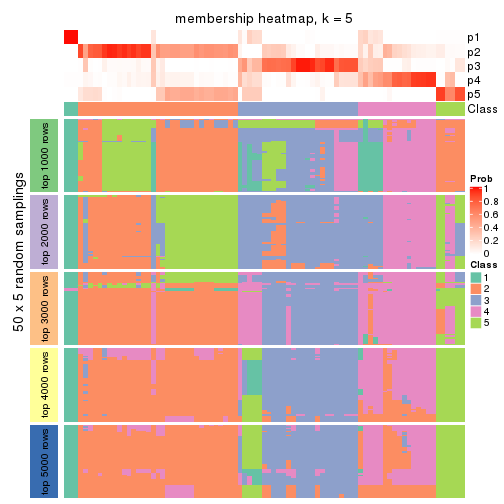 membership heatmap, k = 5
p1
p2
p3
p4
p5
Class
50 x 5 random samplings
top 1000 rows
top 2000 rows
top 3000 rows
top 4000 rows
top 5000 rows
Prob
1
0.8
0.6
0.4
0.2
0
Class
1
2
3
4
5